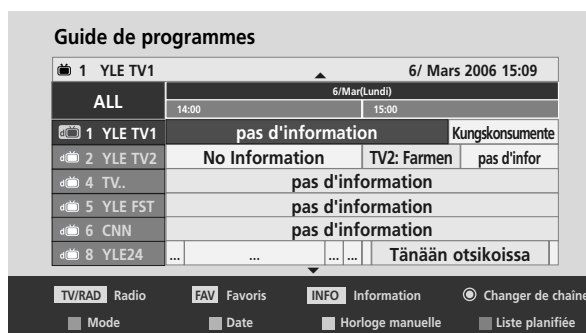 Guide de programmes
1 YLE TV1 6/ Mars 2006 15:09
ALL 6/Mar(Lundi)
14:00 15:00
1 YLE TV1 pas d'information Kungskonsumente
2 YLE TV2 No Information TV2: Farmen pas d'infor
4 TV.. pas d'information
5 YLE FST pas d'information
6 CNN pas d'information
8 YLE24 ... ... ... ... Tänään otsikoissa
TV/RAD Radio FAV Favoris INFO Information Changer de chaîne
Mode Date Horloge manuelle Liste planifiée